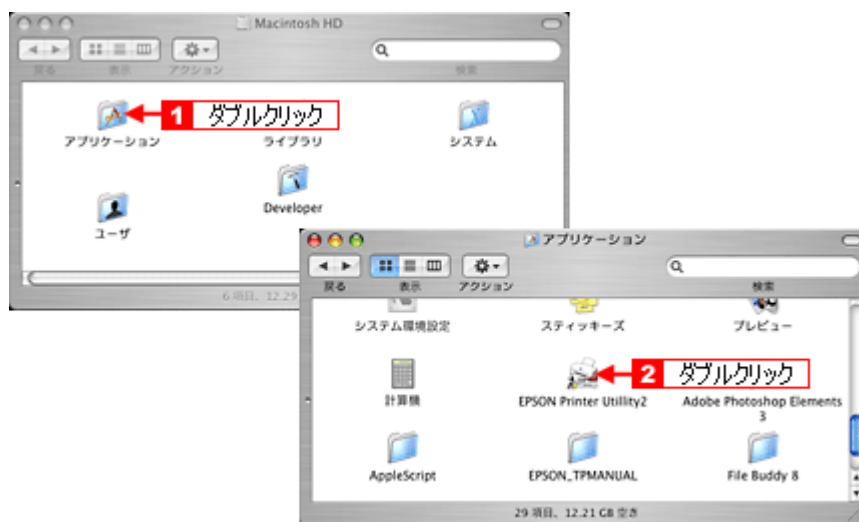 Macintosh HD
戻る 表示 アクション 検索
1 ダブルクリック
アプリケーション ライブラリ システム
ユーザ Developer
6 項目、12.29
アプリケーション
戻る 表示 アクション 検索
システム環境設定 スティッキーズ プレビュー
2 ダブルクリック
計算機 EPSON Printer Utillity2 Adobe Photoshop Elements
3
AppleScript EPSON_TPMANUAL File Buddy 8
29 項目、12.21 GB 空き